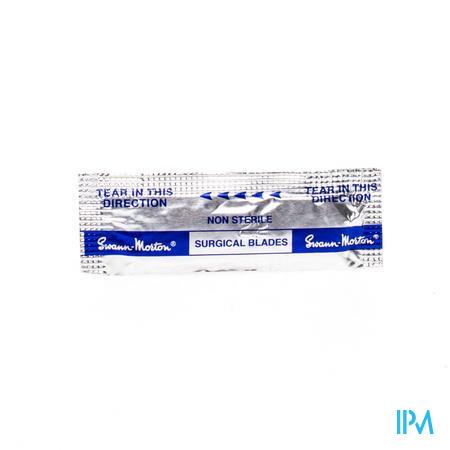 TEAR IN THIS
DIRECTION
TEAR IN THIS
DIRECTION
NON STERILE
Swann-Morton®
SURGICAL BLADES
Swann-Morton®
IPM